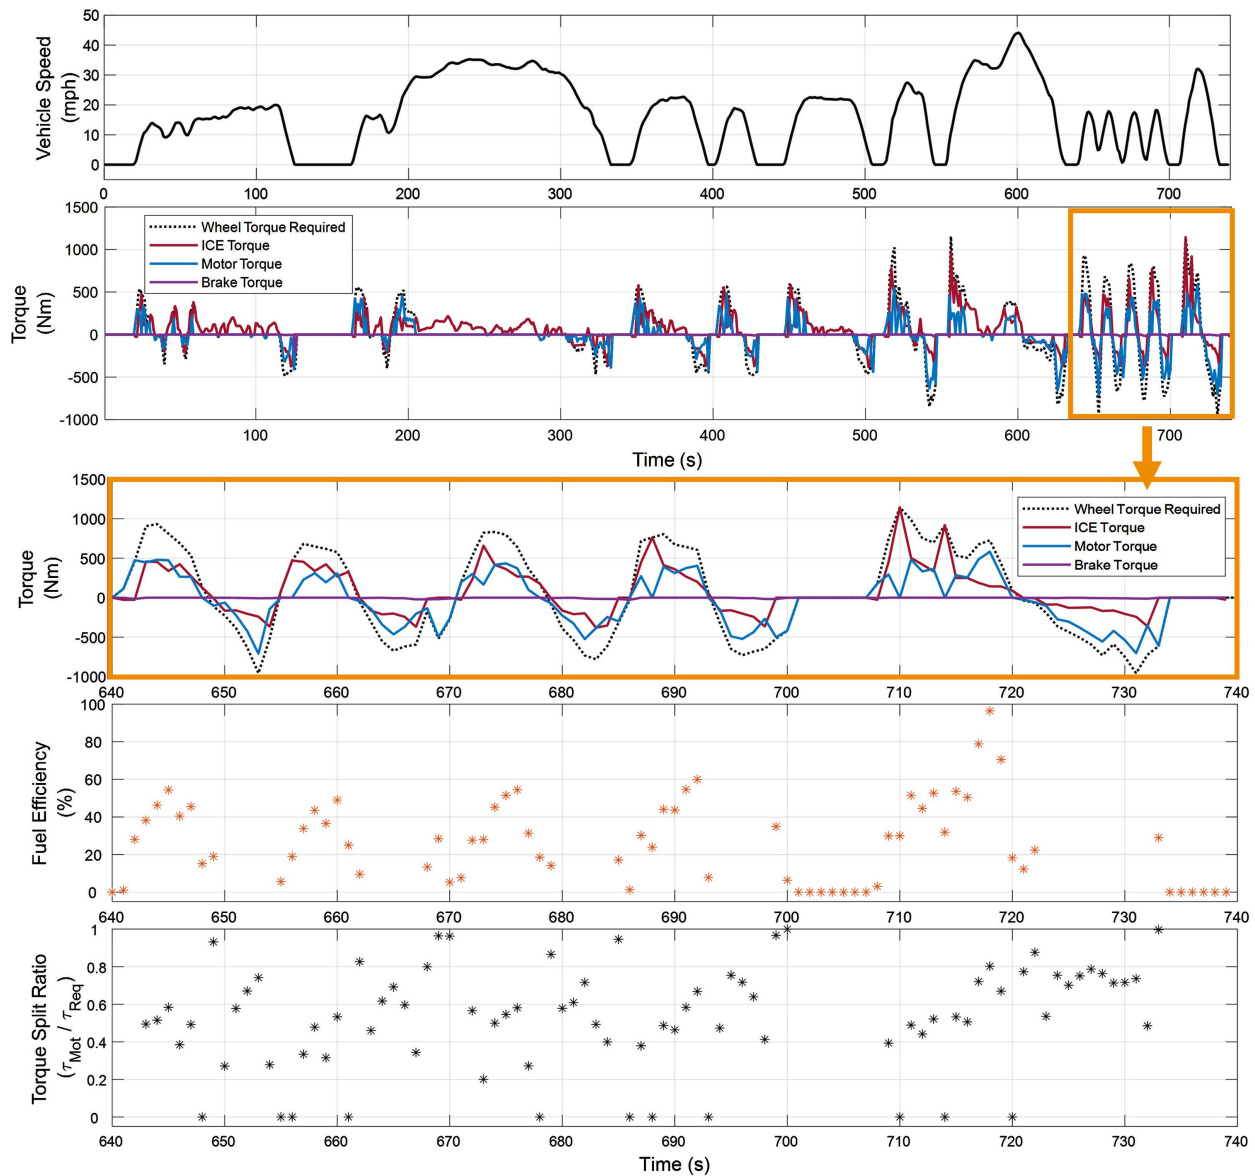 50
40
30
20
10
0
Vehicle Speed
(mph)
0 100 200 300 400 500 600 700
1500
1000
500
0
-500
-1000
Torque
(Nm)
Wheel Torque Required
ICE Torque
Motor Torque
Brake Torque
100 200 300 400 500 600 700
Time (s)
1500
1000
500
0
-500
-1000
Torque
(Nm)
Wheel Torque Required
ICE Torque
Motor Torque
Brake Torque
640 650 660 670 680 690 700 710 720 730 740
100
80
60
40
20
0
Fuel Efficiency
(%)
640 650 660 670 680 690 700 710 720 730 740
1
0.8
0.6
0.4
0.2
0
Torque Split Ratio
(τMot / τReq)
640 650 660 670 680 690 700 710 720 730 740
Time (s)